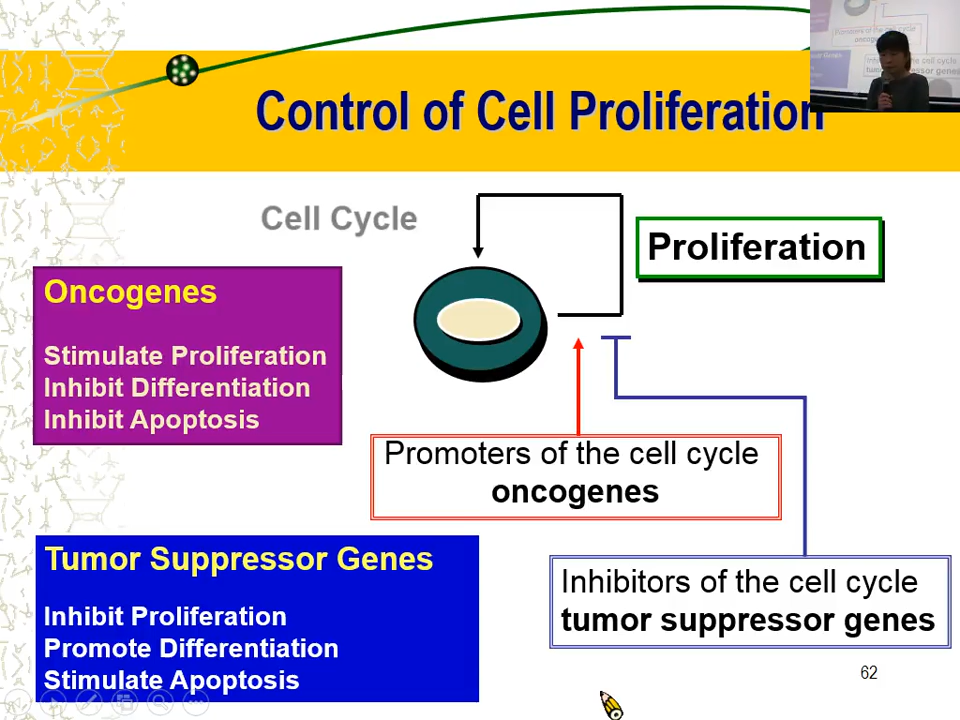 Control of Cell Proliferation
Cell Cycle
Proliferation
Oncogenes
Stimulate Proliferation
Inhibit Differentiation
Inhibit Apoptosis
Promoters of the cell cycle
oncogenes
Tumor Suppressor Genes
Inhibit Proliferation
Promote Differentiation
Stimulate Apoptosis
Inhibitors of the cell cycle
tumor suppressor genes
62